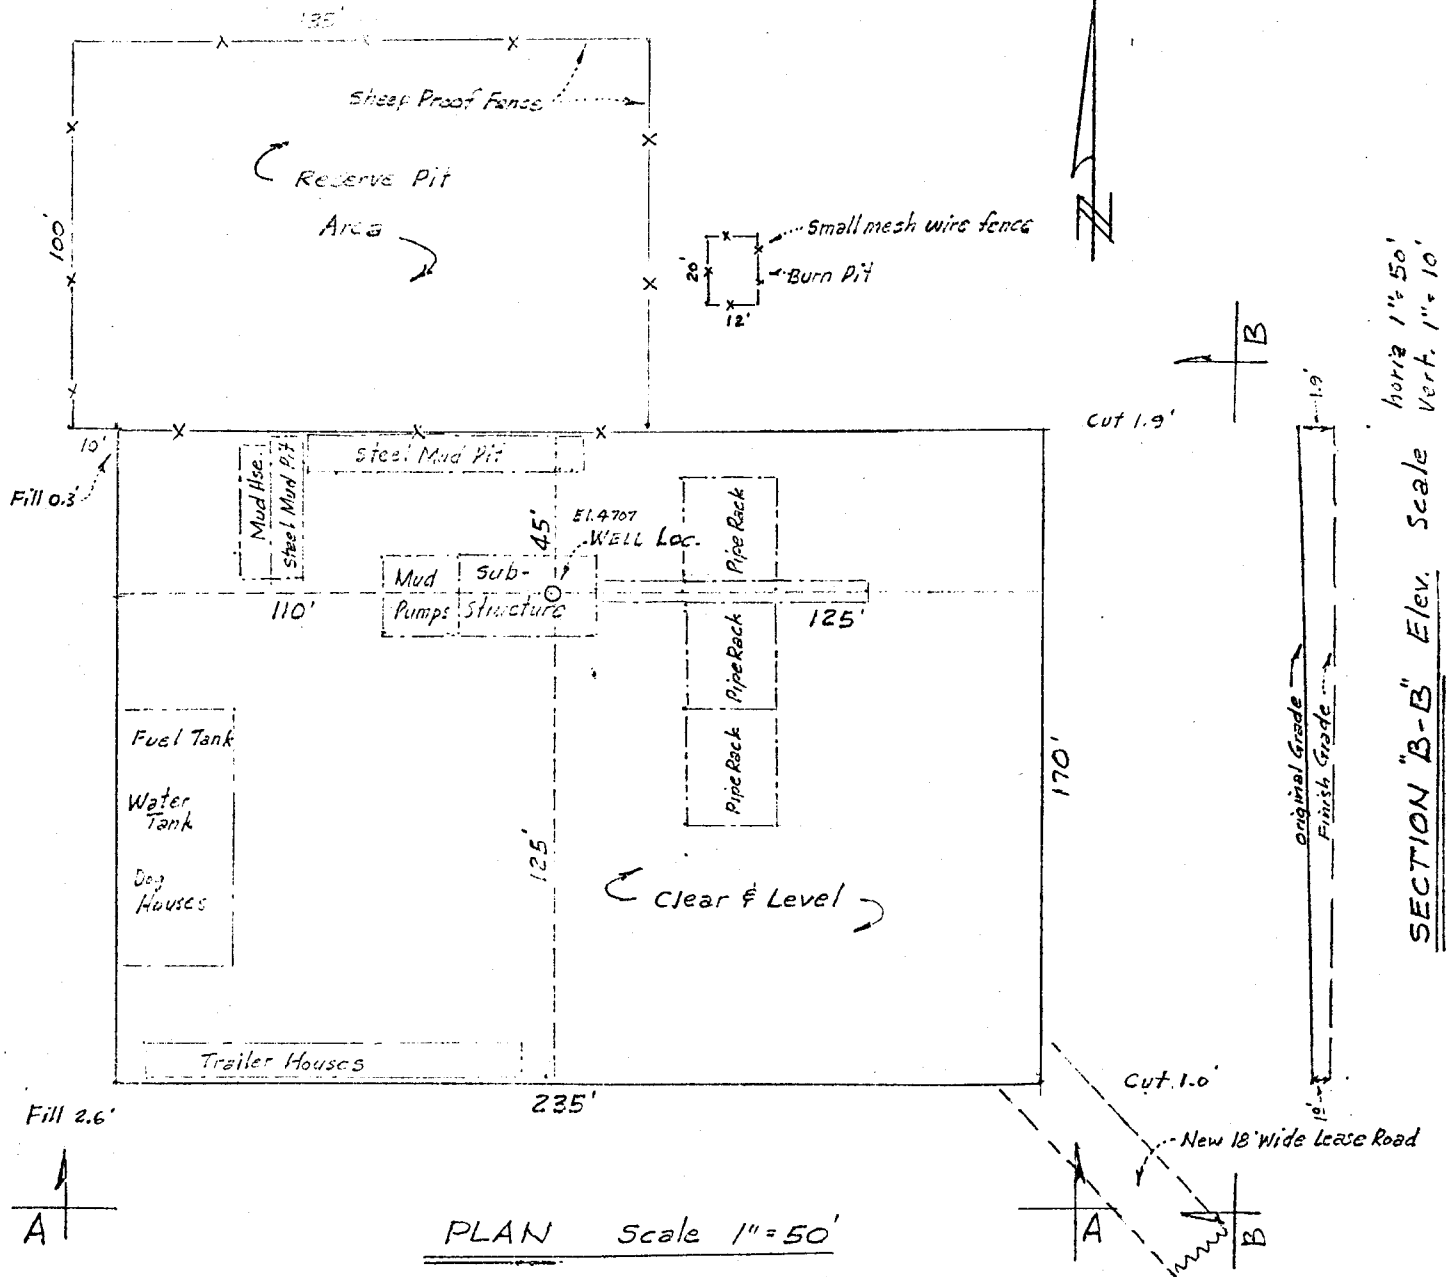 135'
Sheep Proof Fence
Reserve Pit
Area
100'
Small mesh wire fence
20'
Burn Pit
12'
N
B
horiz 1"=50'
Vert. 1"=10'
Cut 1.9'
1.9'
10'
Fill 0.3'
Mud Hse.
Steel Mud Pit
Steel Mud Pit
45'
El. 4707
WELL LOC.
Pipe Rack
Mud
Pumps
Sub-
Structure
110'
125'
Pipe Rack
Pipe Rack
Fuel Tank
Water
Tank
Dog
Houses
125'
Clear & Level
170'
Original Grade
Finish Grade
SECTION "B-B" Elev. Scale
Trailer Houses
235'
Fill 2.6'
Cut 1.0'
New 18' Wide Lease Road
A
A
B
PLAN Scale 1"=50'